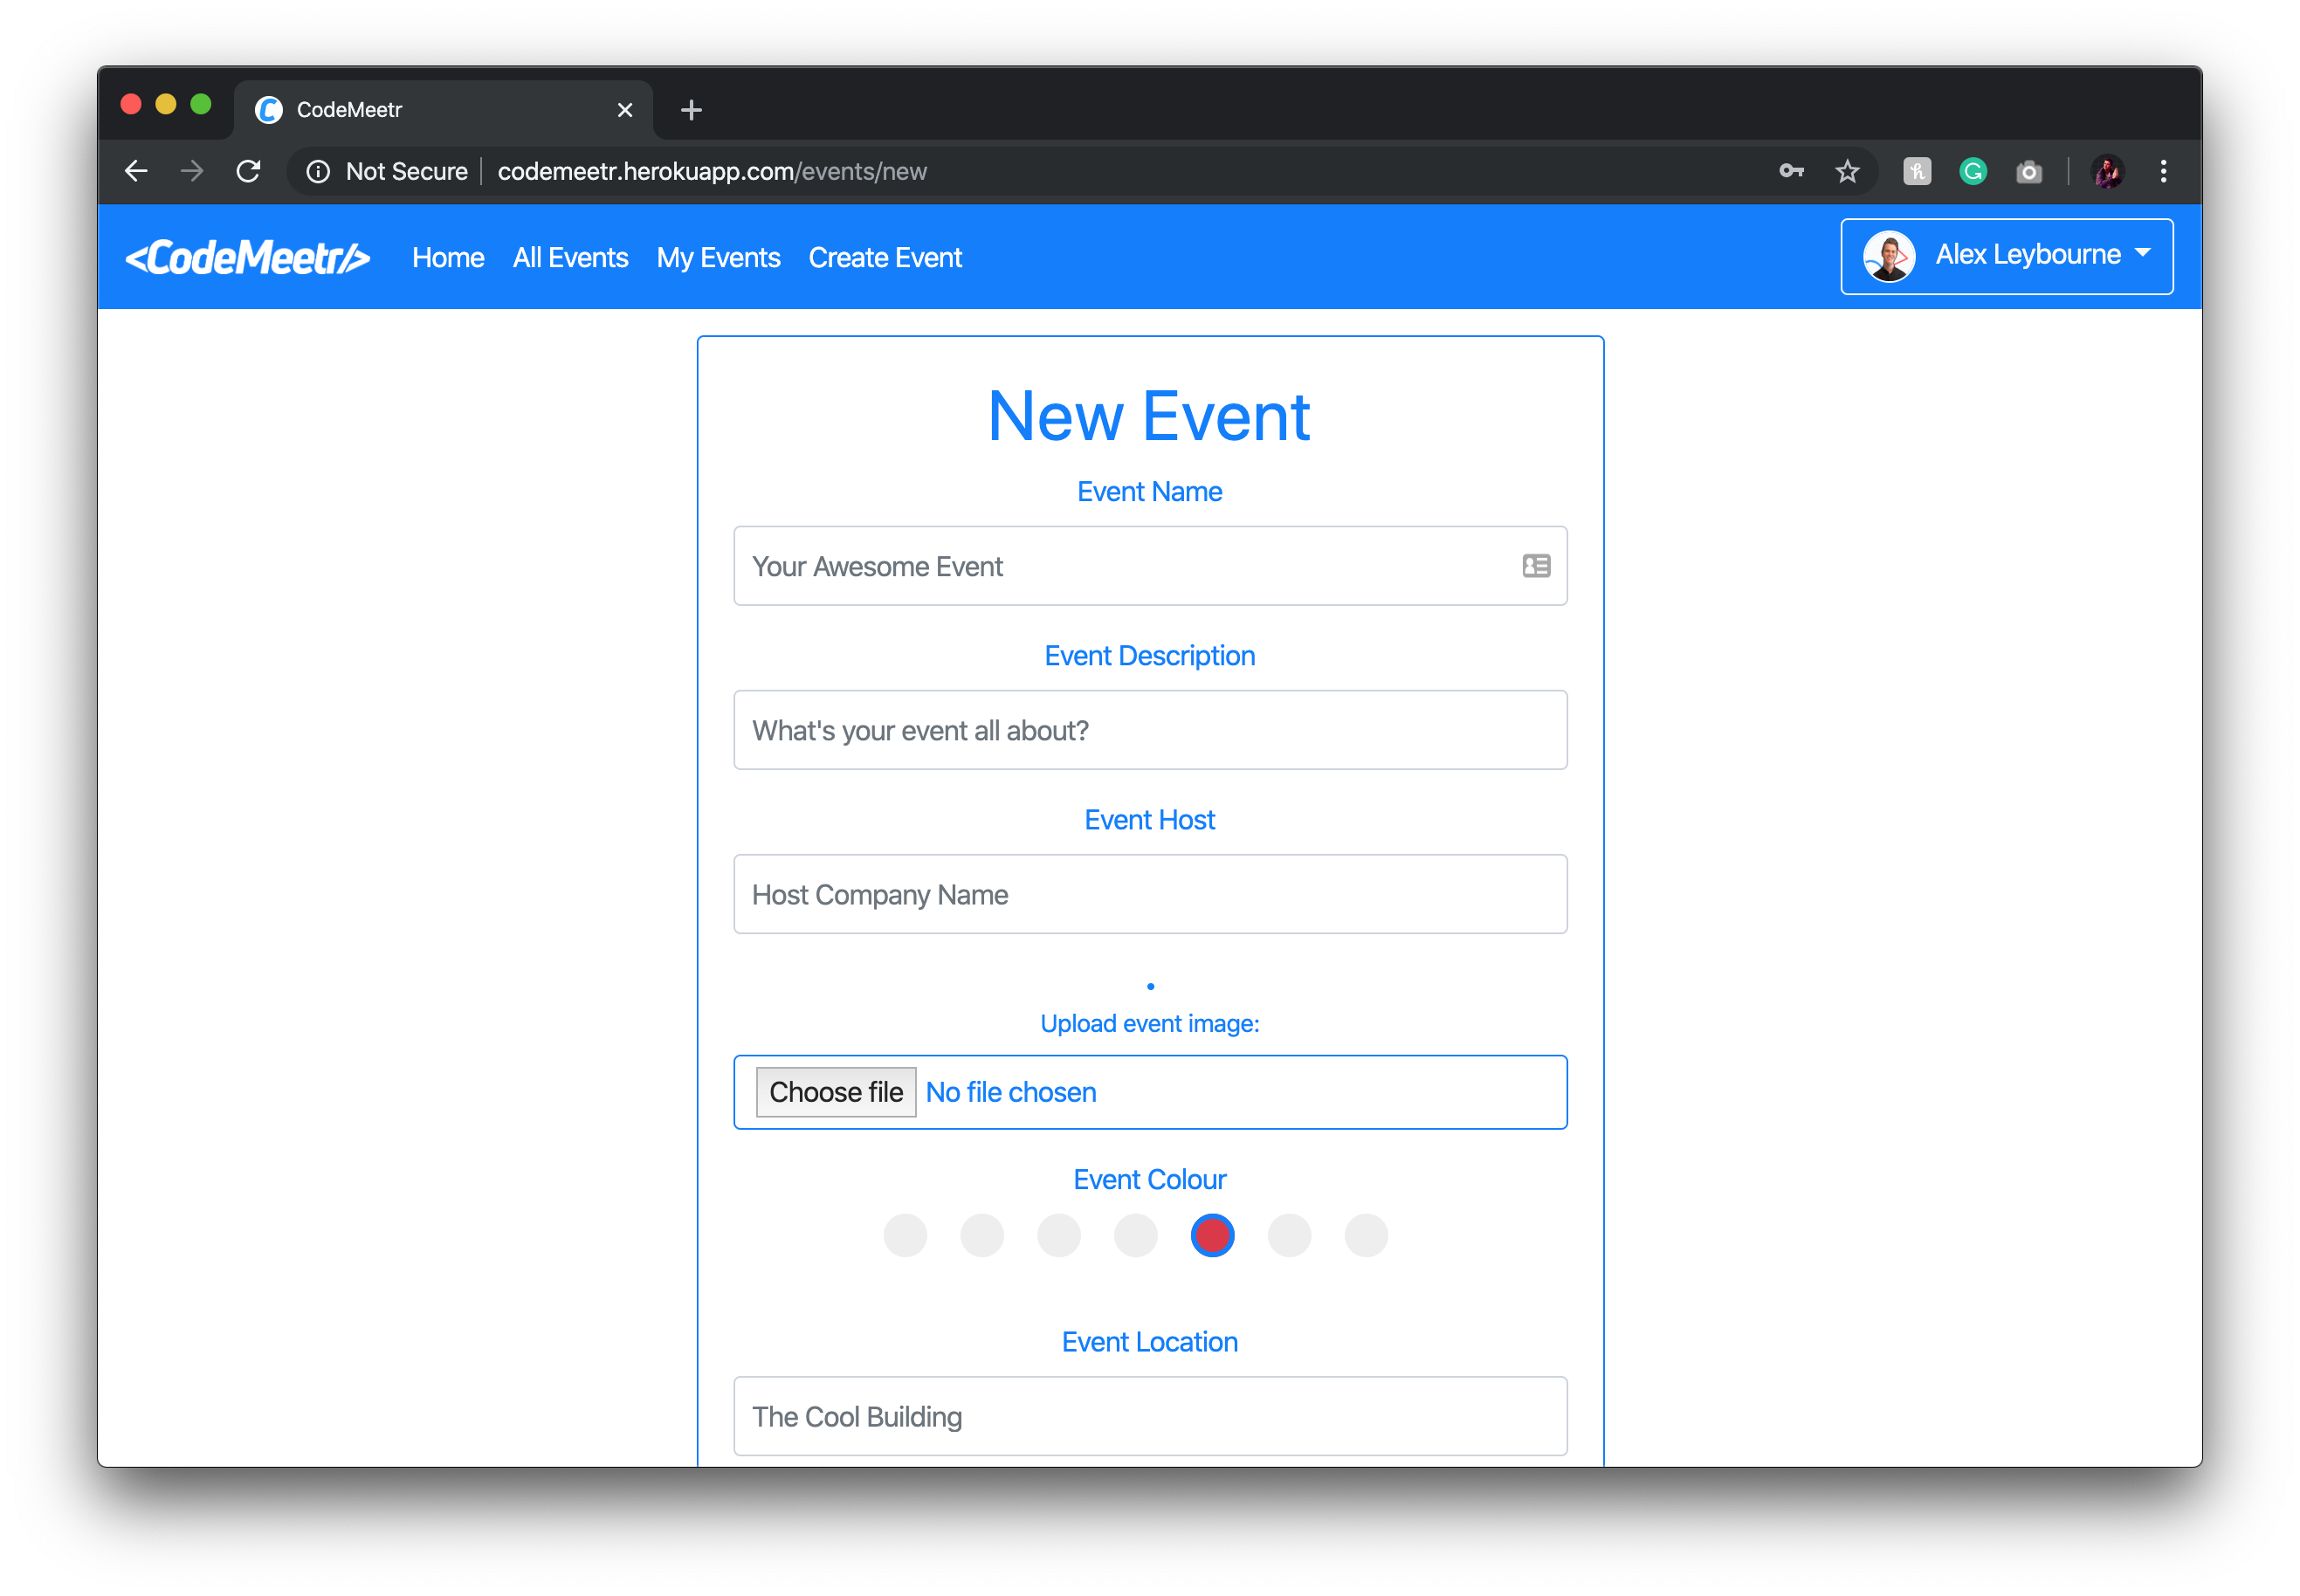 CodeMeetr
Not Secure codemeetr.herokuapp.com/events/new
<CodeMeetr/> Home All Events My Events Create Event Alex Leybourne
New Event
Event Name
Your Awesome Event
Event Description
What's your event all about?
Event Host
Host Company Name
Upload event image:
Choose file No file chosen
Event Colour
Event Location
The Cool Building